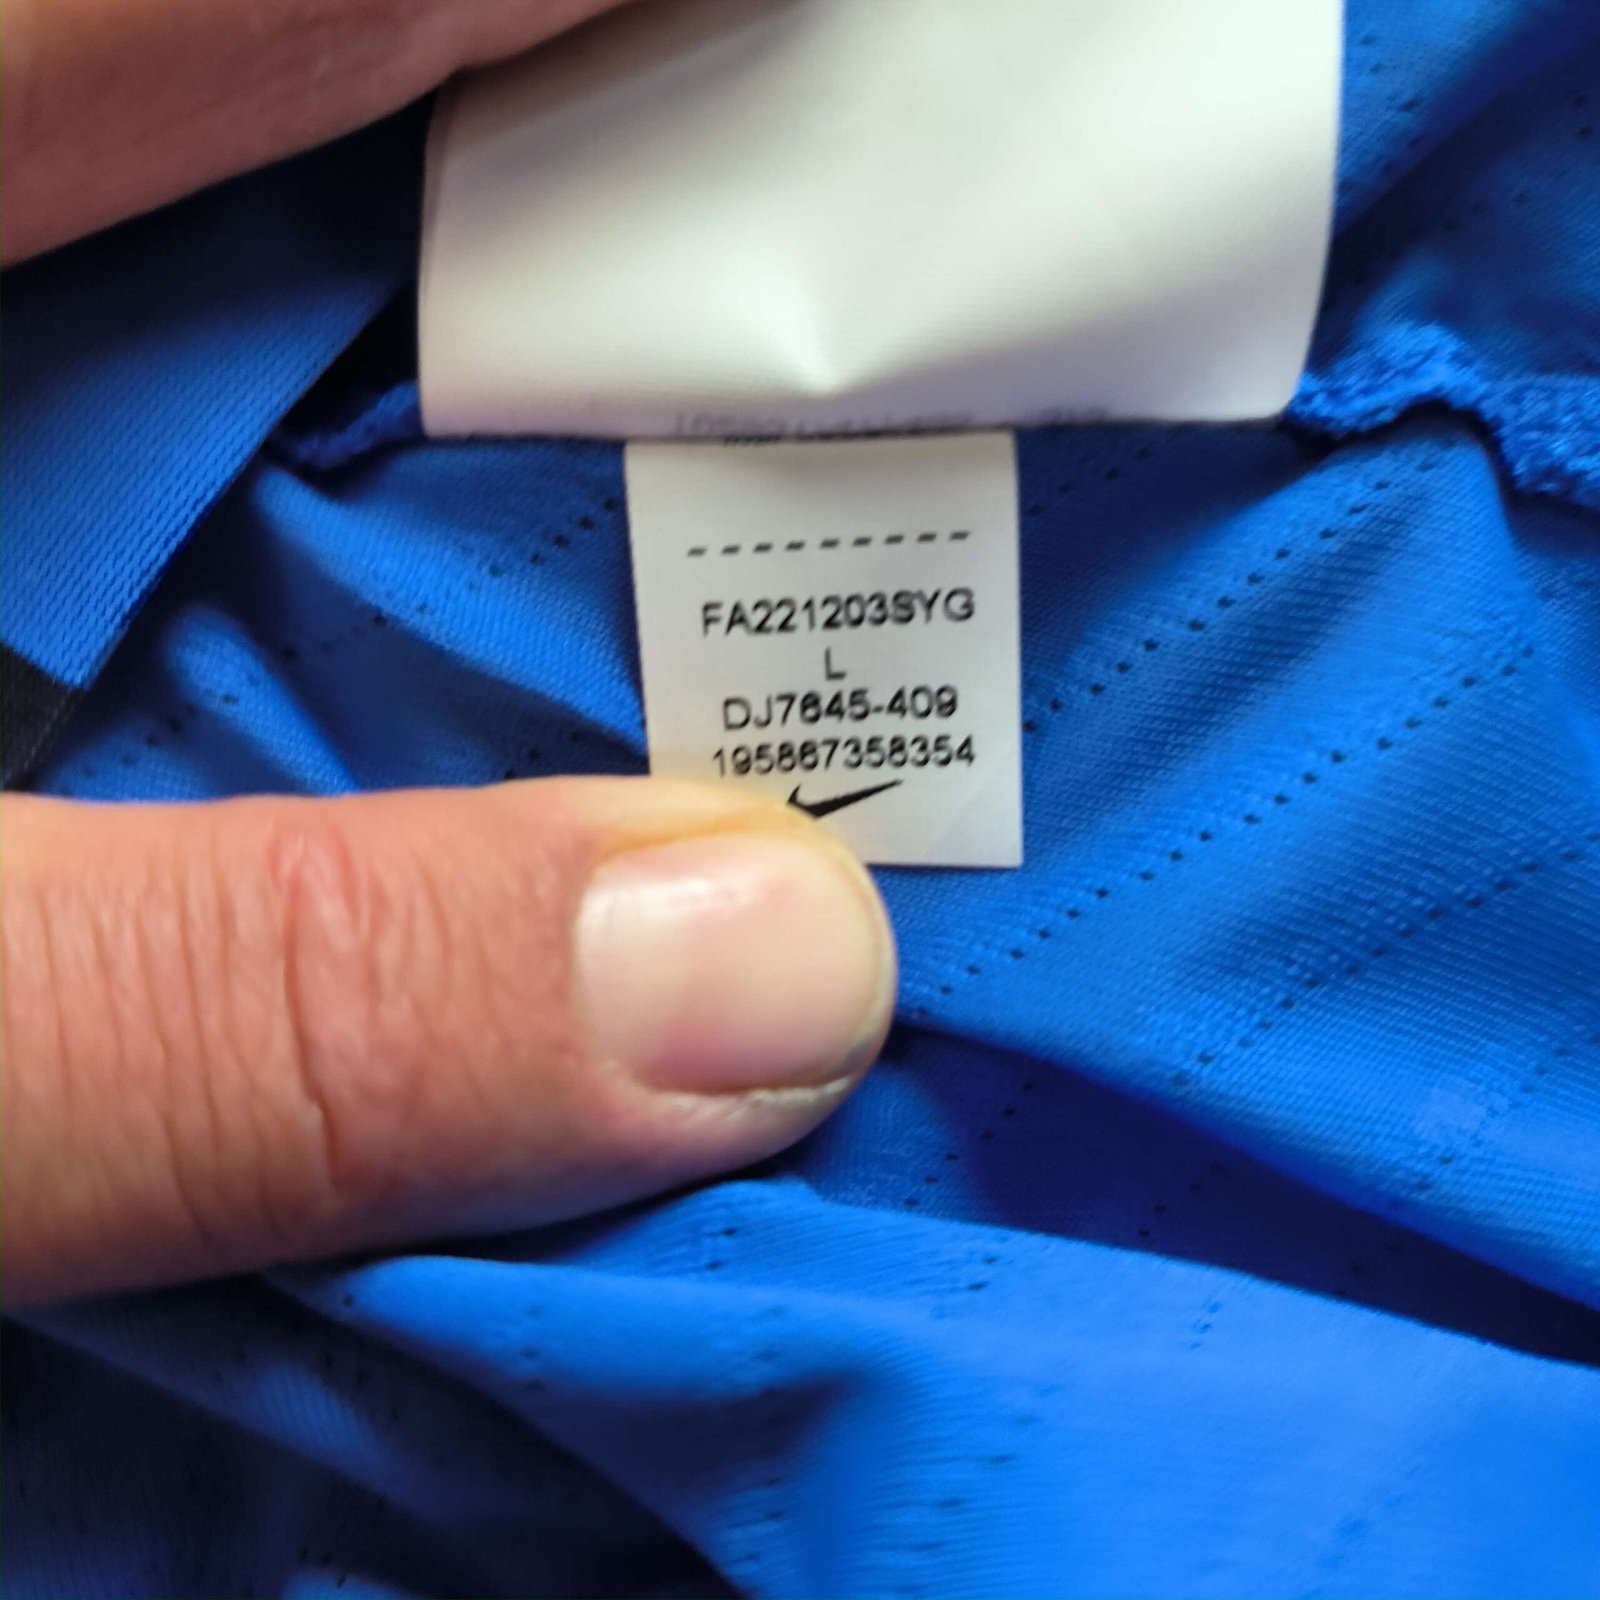 ---------
FA221203SYG
L
DJ7645-409
195867358354